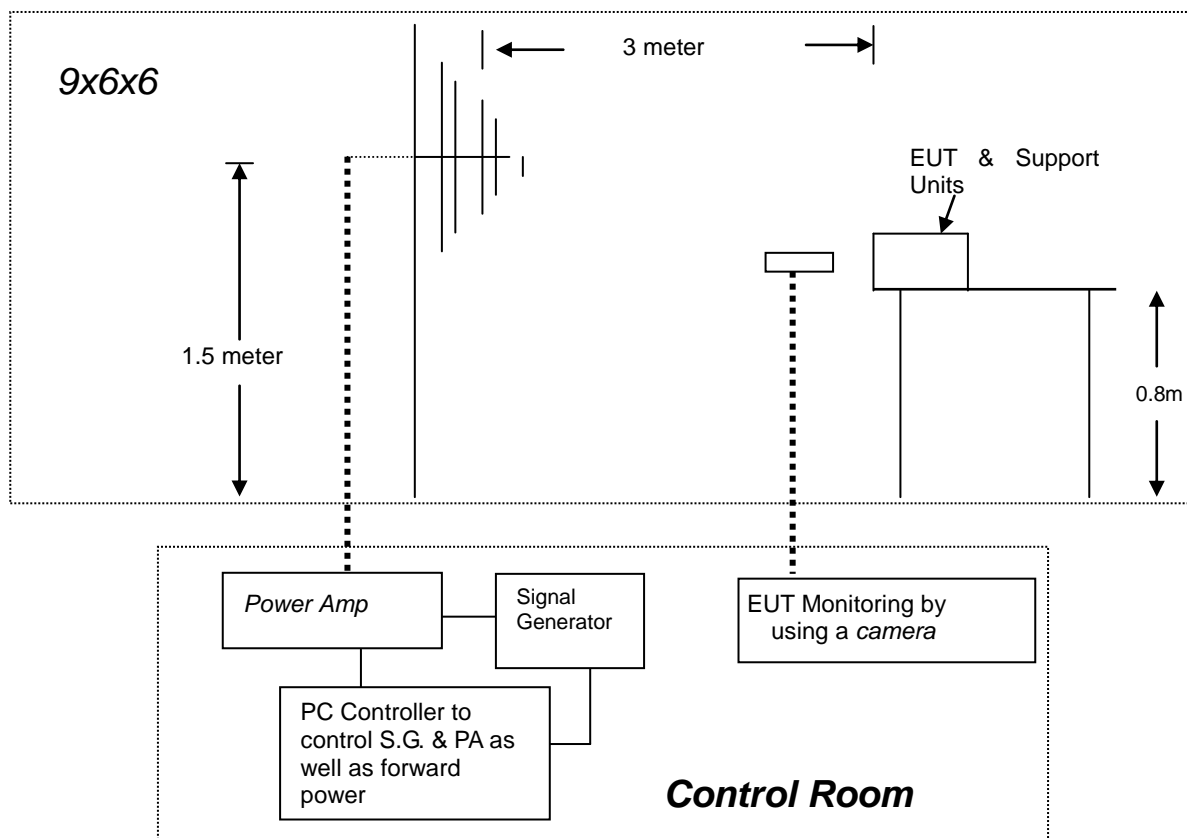 3 meter
9x6x6
EUT & Support
Units
1.5 meter
0.8m
Power Amp
Signal
Generator
EUT Monitoring by
using a camera
PC Controller to
control S.G. & PA as
well as forward
power
Control Room